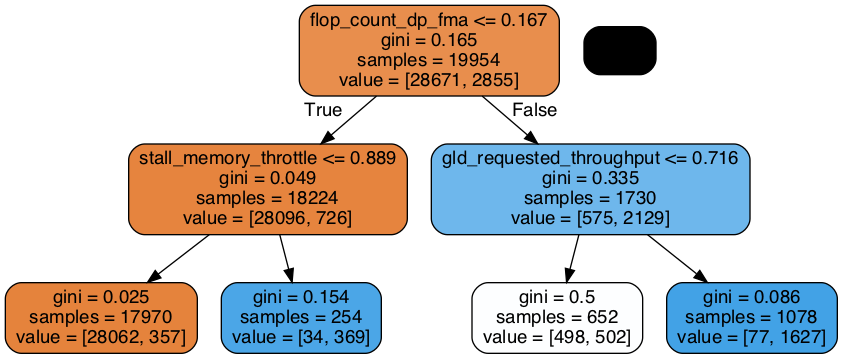 flop_count_dp_fma <= 0.167
gini = 0.165
samples = 19954
value = [28671, 2855]
True
False
stall_memory_throttle <= 0.889
gini = 0.049
samples = 18224
value = [28096, 726]
gld_requested_throughput <= 0.716
gini = 0.335
samples = 1730
value = [575, 2129]
gini = 0.025
samples = 17970
value = [28062, 357]
gini = 0.154
samples = 254
value = [34, 369]
gini = 0.5
samples = 652
value = [498, 502]
gini = 0.086
samples = 1078
value = [77, 1627]